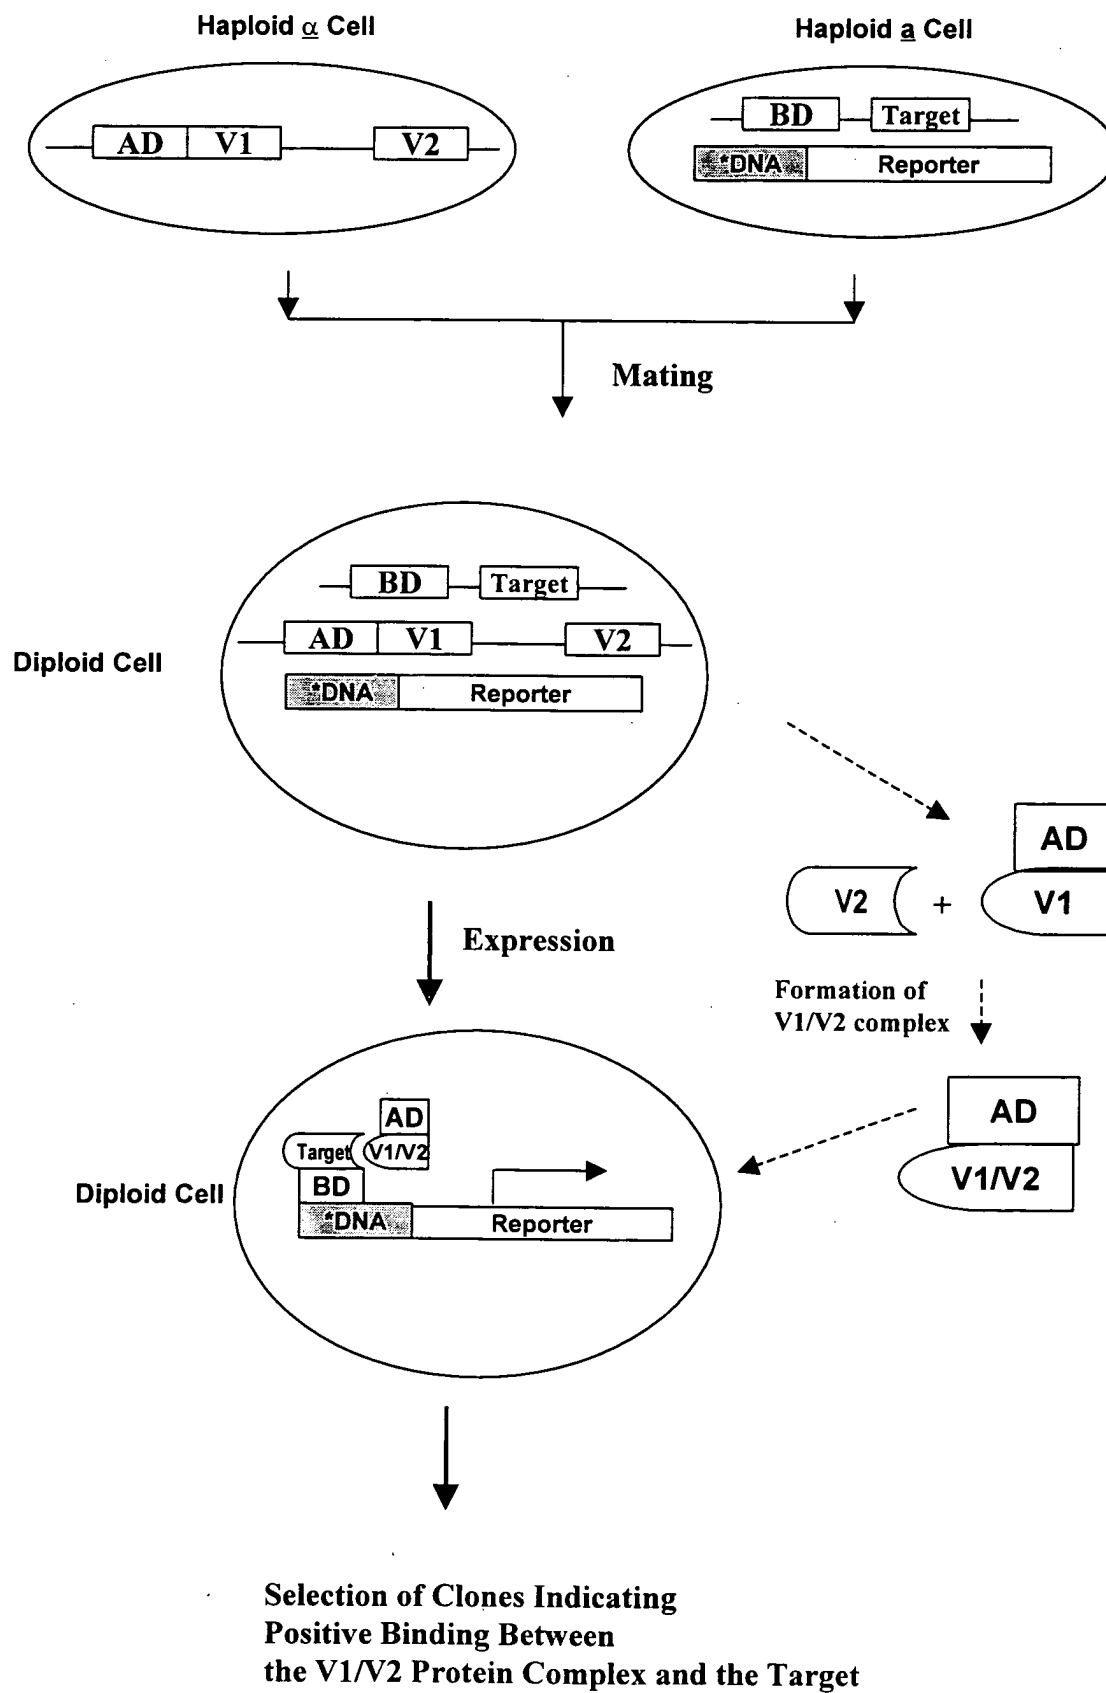 Haploid α Cell
Haploid a Cell
AD V1 V2
BD Target
*DNA Reporter
Mating
Diploid Cell
BD Target
AD V1 V2
*DNA Reporter
AD
V2 + V1
Expression
Formation of
V1/V2 complex
AD
V1/V2
Diploid Cell
AD
Target V1/V2
BD
*DNA Reporter
Selection of Clones Indicating
Positive Binding Between
the V1/V2 Protein Complex and the Target